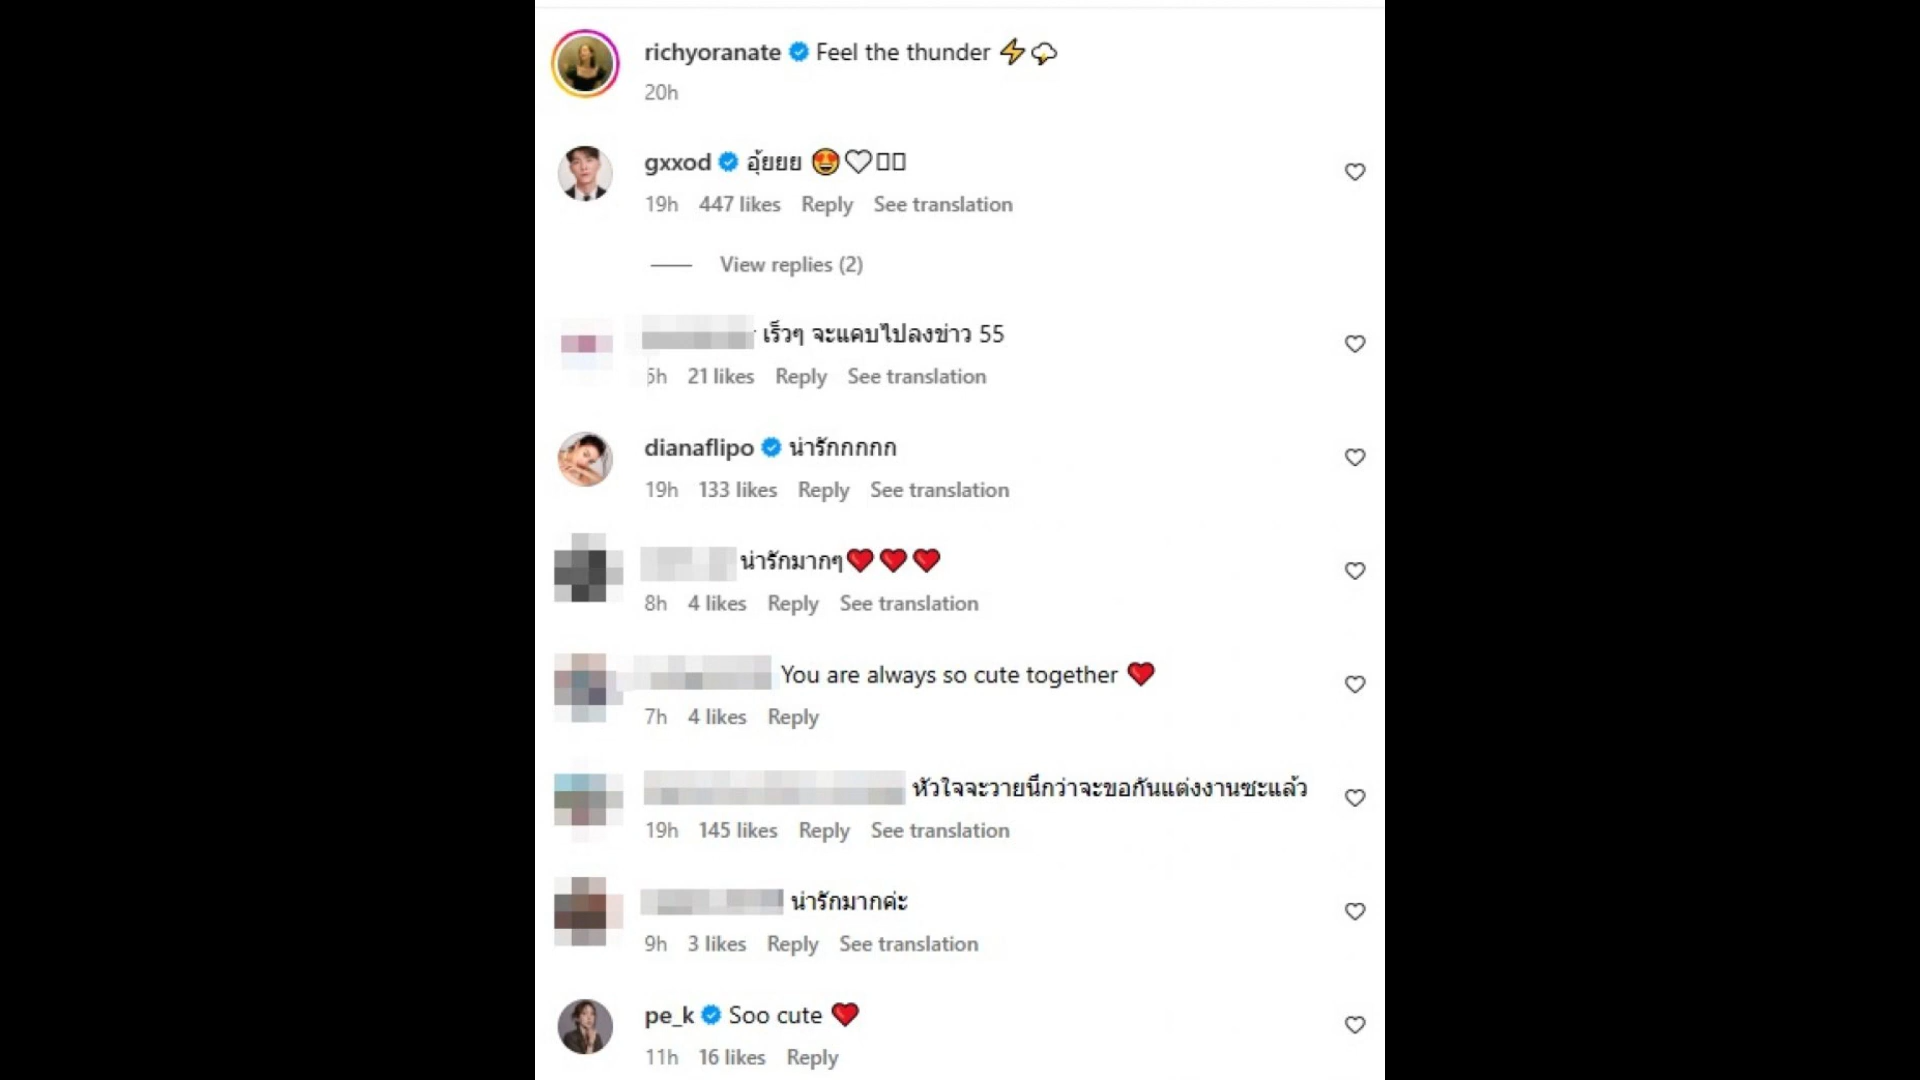 richyoranate Feel the thunder ⚡🌩
20h
gxxod อุ้ยยย 😍🤍
19h 447 likes Reply See translation
View replies (2)
เร็วๆ จะแคบไปลงข่าว 55
5h 21 likes Reply See translation
dianaflipo น่ารักกกกก
19h 133 likes Reply See translation
น่ารักมากๆ❤️❤️❤️
8h 4 likes Reply See translation
You are always so cute together ❤️
7h 4 likes Reply
หัวใจจะวายนึกว่าจะขอกันแต่งงานซะแล้ว
19h 145 likes Reply See translation
น่ารักมากค่ะ
9h 3 likes Reply See translation
pe_k Soo cute ❤️
11h 16 likes Reply